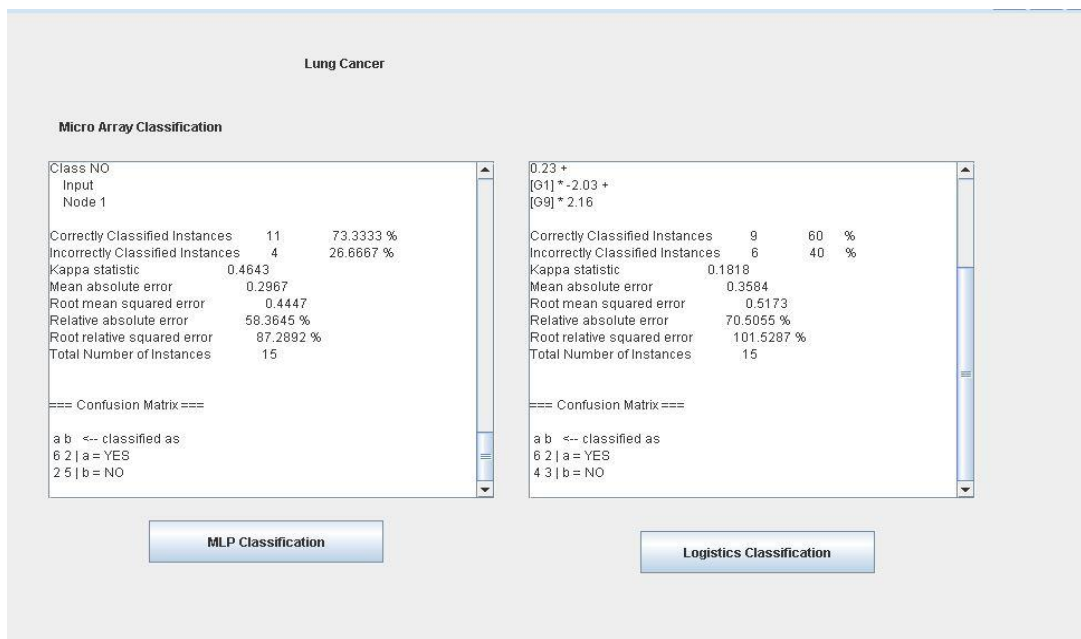 Lung Cancer
Micro Array Classification
Class NO
Input
Node 1
Correctly Classified Instances 11 73.3333 %
Incorrectly Classified Instances 4 26.6667 %
Kappa statistic 0.4643
Mean absolute error 0.2967
Root mean squared error 0.4447
Relative absolute error 58.3645 %
Root relative squared error 87.2892 %
Total Number of Instances 15
=== Confusion Matrix ===
a b <-- classified as
6 2 | a = YES
2 5 | b = NO
MLP Classification
0.23 +
[G1] * -2.03 +
[G9] * 2.16
Correctly Classified Instances 9 60 %
Incorrectly Classified Instances 6 40 %
Kappa statistic 0.1818
Mean absolute error 0.3584
Root mean squared error 0.5173
Relative absolute error 70.5055 %
Root relative squared error 101.5287 %
Total Number of Instances 15
=== Confusion Matrix ===
a b <-- classified as
6 2 | a = YES
4 3 | b = NO
Logistics Classification